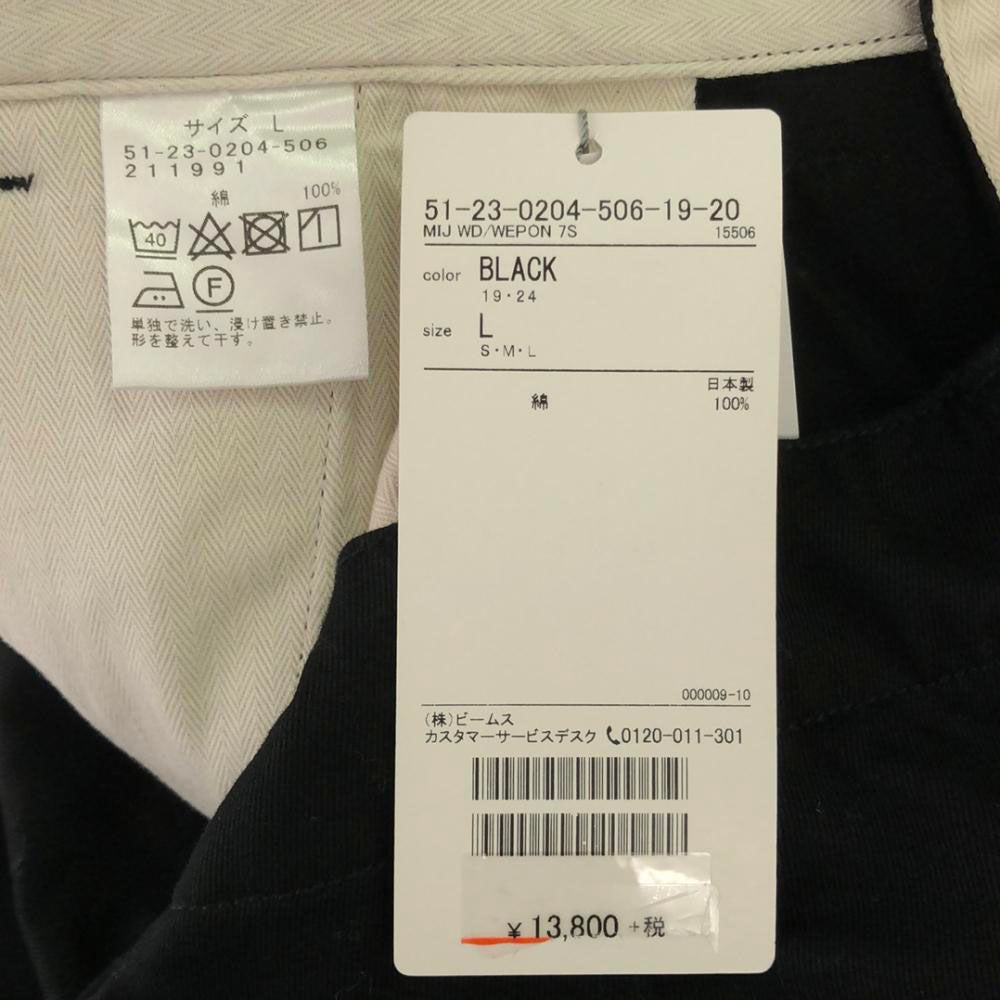 サイズ L
51-23-0204-506
211991
綿 100%
40
F
単独で洗い、浸け置き禁止。
形を整えて干す。
51-23-0204-506-19-20
MIJ WD/WEPON 7S 15506
color BLACK
19・24
size L
S・M・L
日本製
綿 100%
000009-10
(株)ビームス
カスタマーサービスデスク 0120-011-301
¥ 13,800 +税